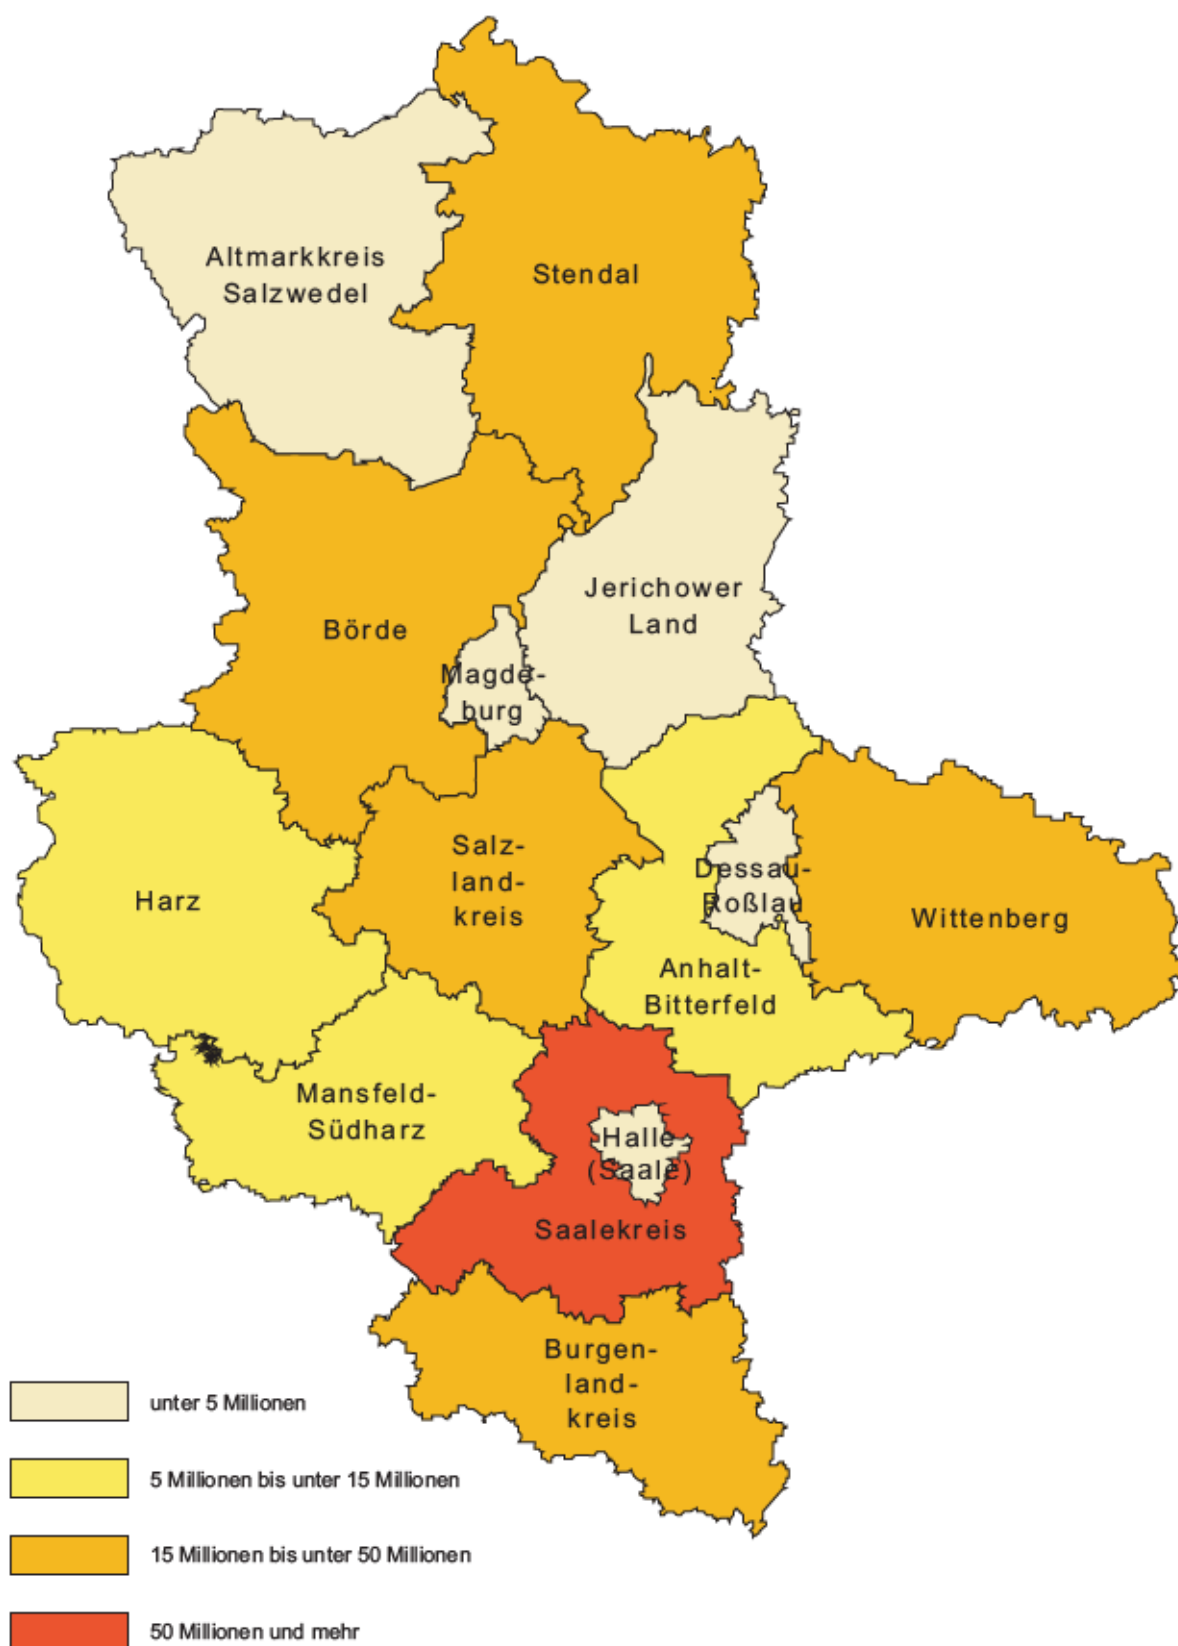 Altmarkkreis
Salzwedel
Stendal
Jerichower
Land
Börde
Magde-
burg
Harz
Salz-
land-
kreis
Dessau-
Roßlau
Wittenberg
Anhalt-
Bitterfeld
Mansfeld-
Südharz
Halle
(Saale)
Saalekreis
Burgen-
land-
kreis
unter 5 Millionen
5 Millionen bis unter 15 Millionen
15 Millionen bis unter 50 Millionen
50 Millionen und mehr